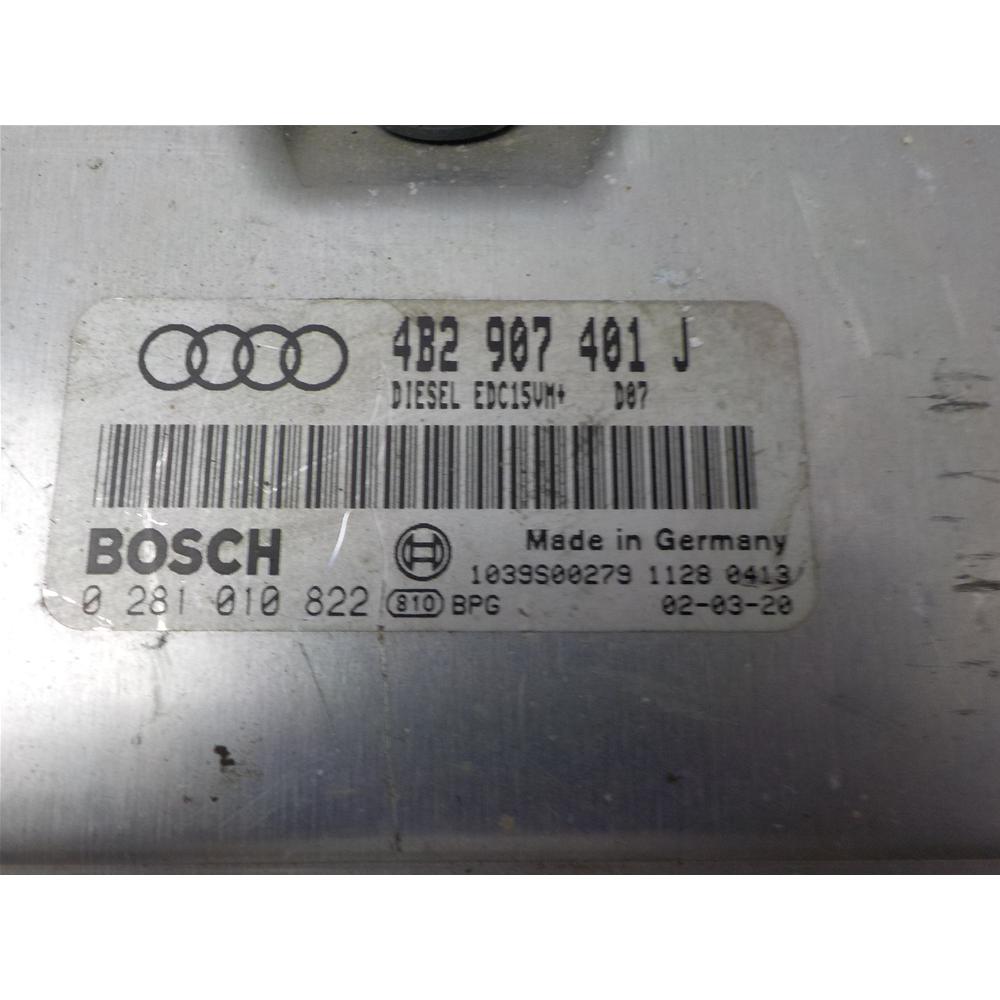 4B2 907 401 J
DIESEL EDC15VM+ D07
BOSCH
Made in Germany
1039S00279 1128 0413
0 281 010 822 810 BPG 02-03-20